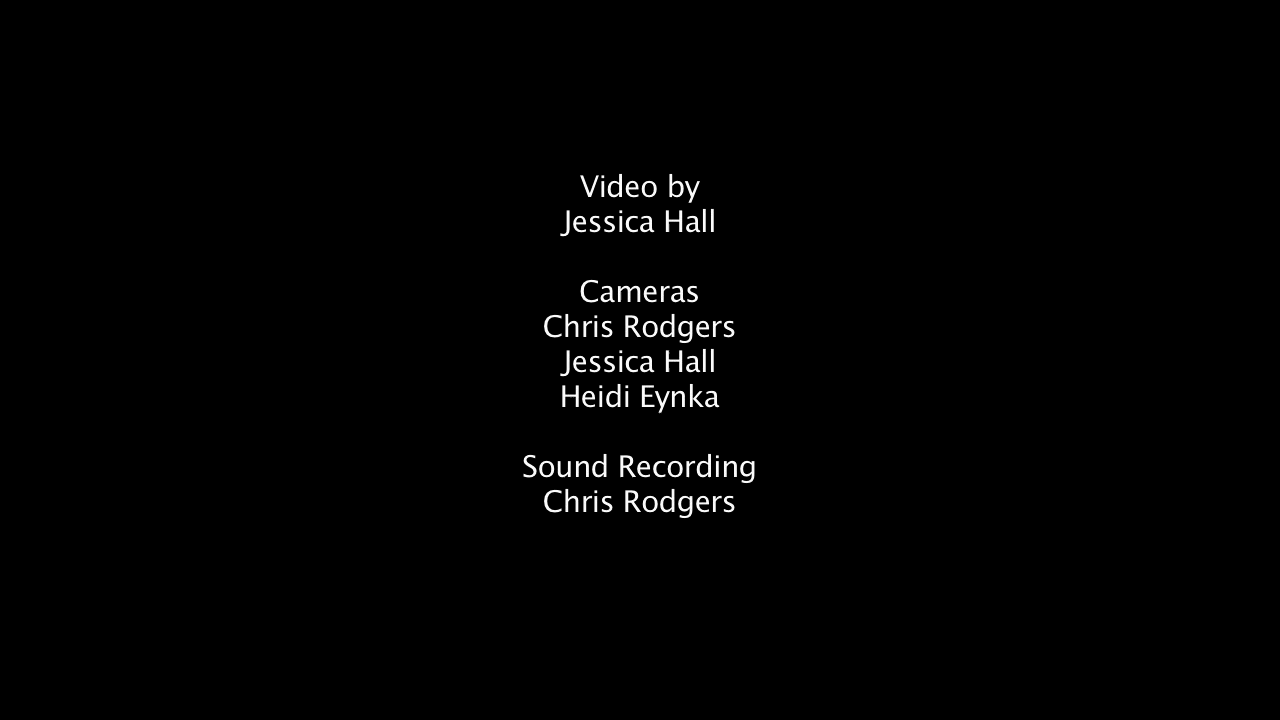 Video by
Jessica Hall
Cameras
Chris Rodgers
Jessica Hall
Heidi Eynka
Sound Recording
Chris Rodgers